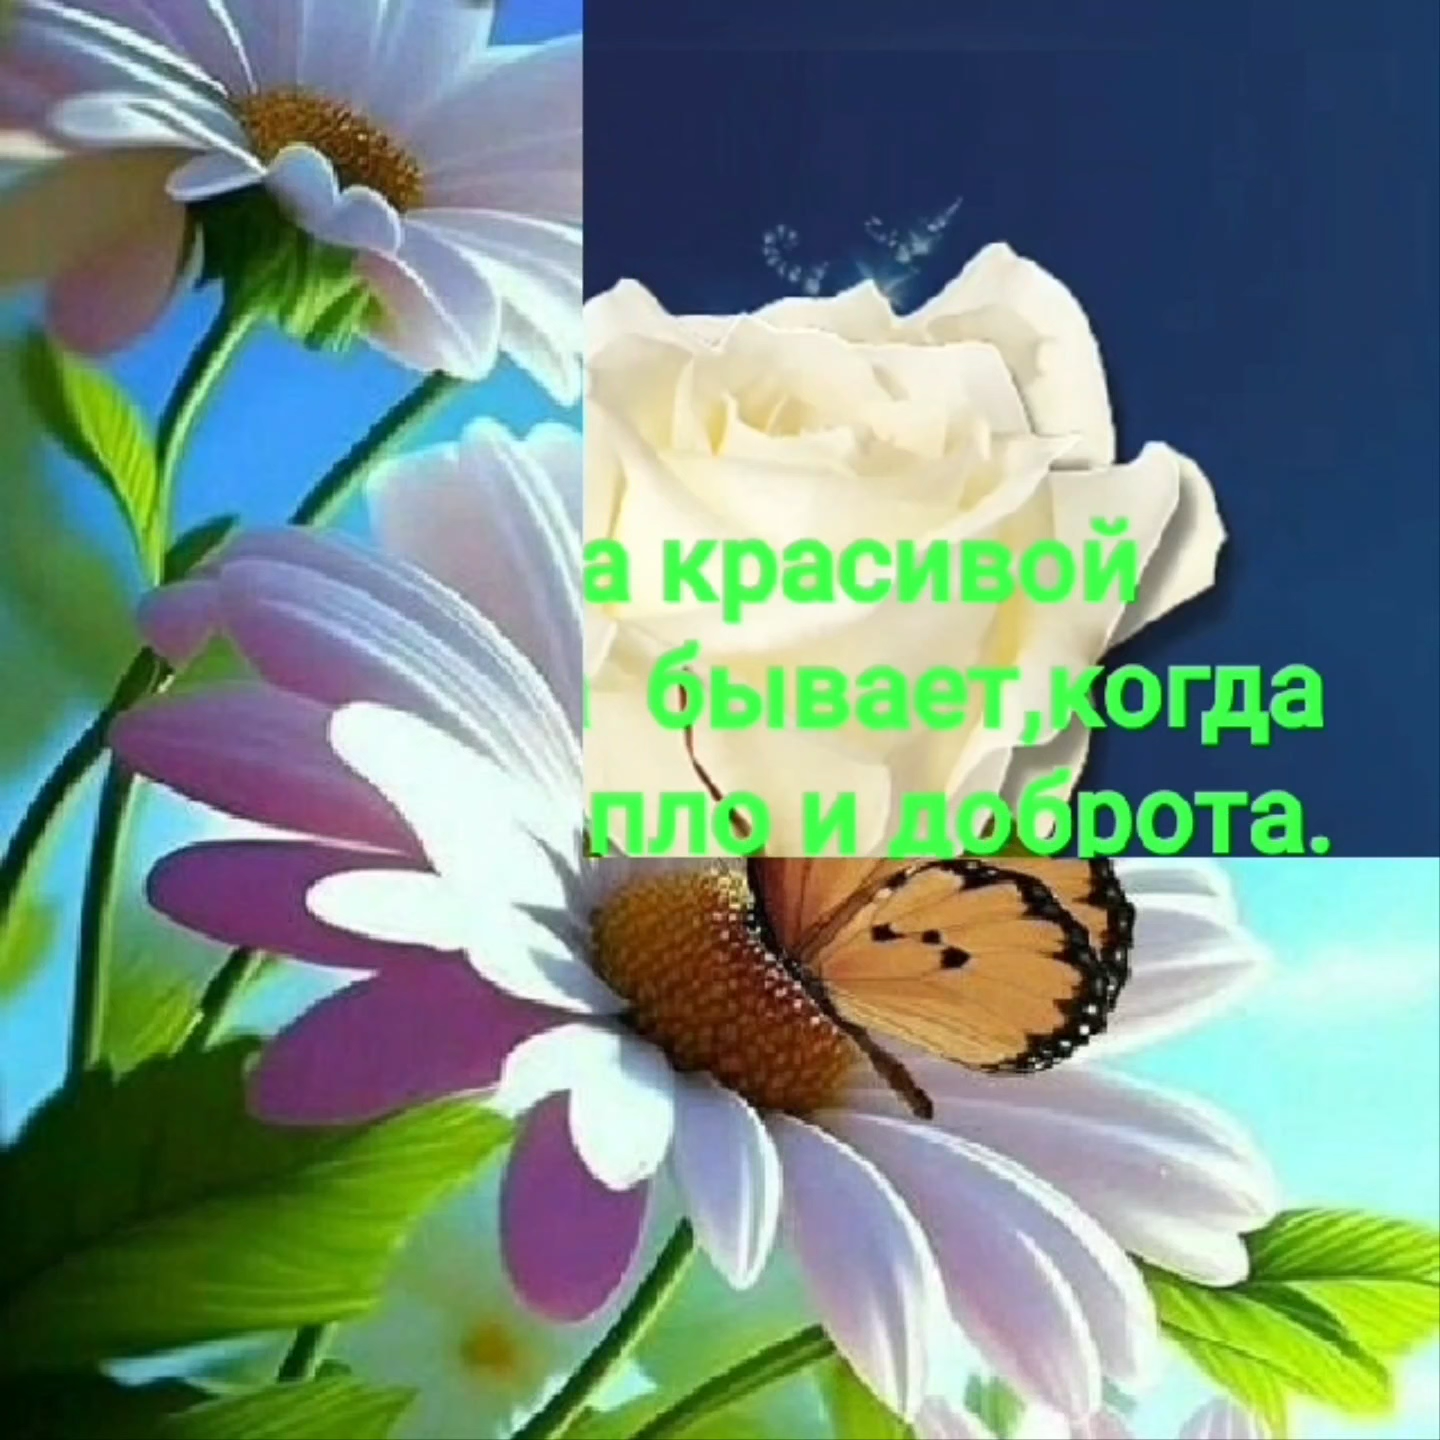 а красивой
бывает,когда
пло и доброта.